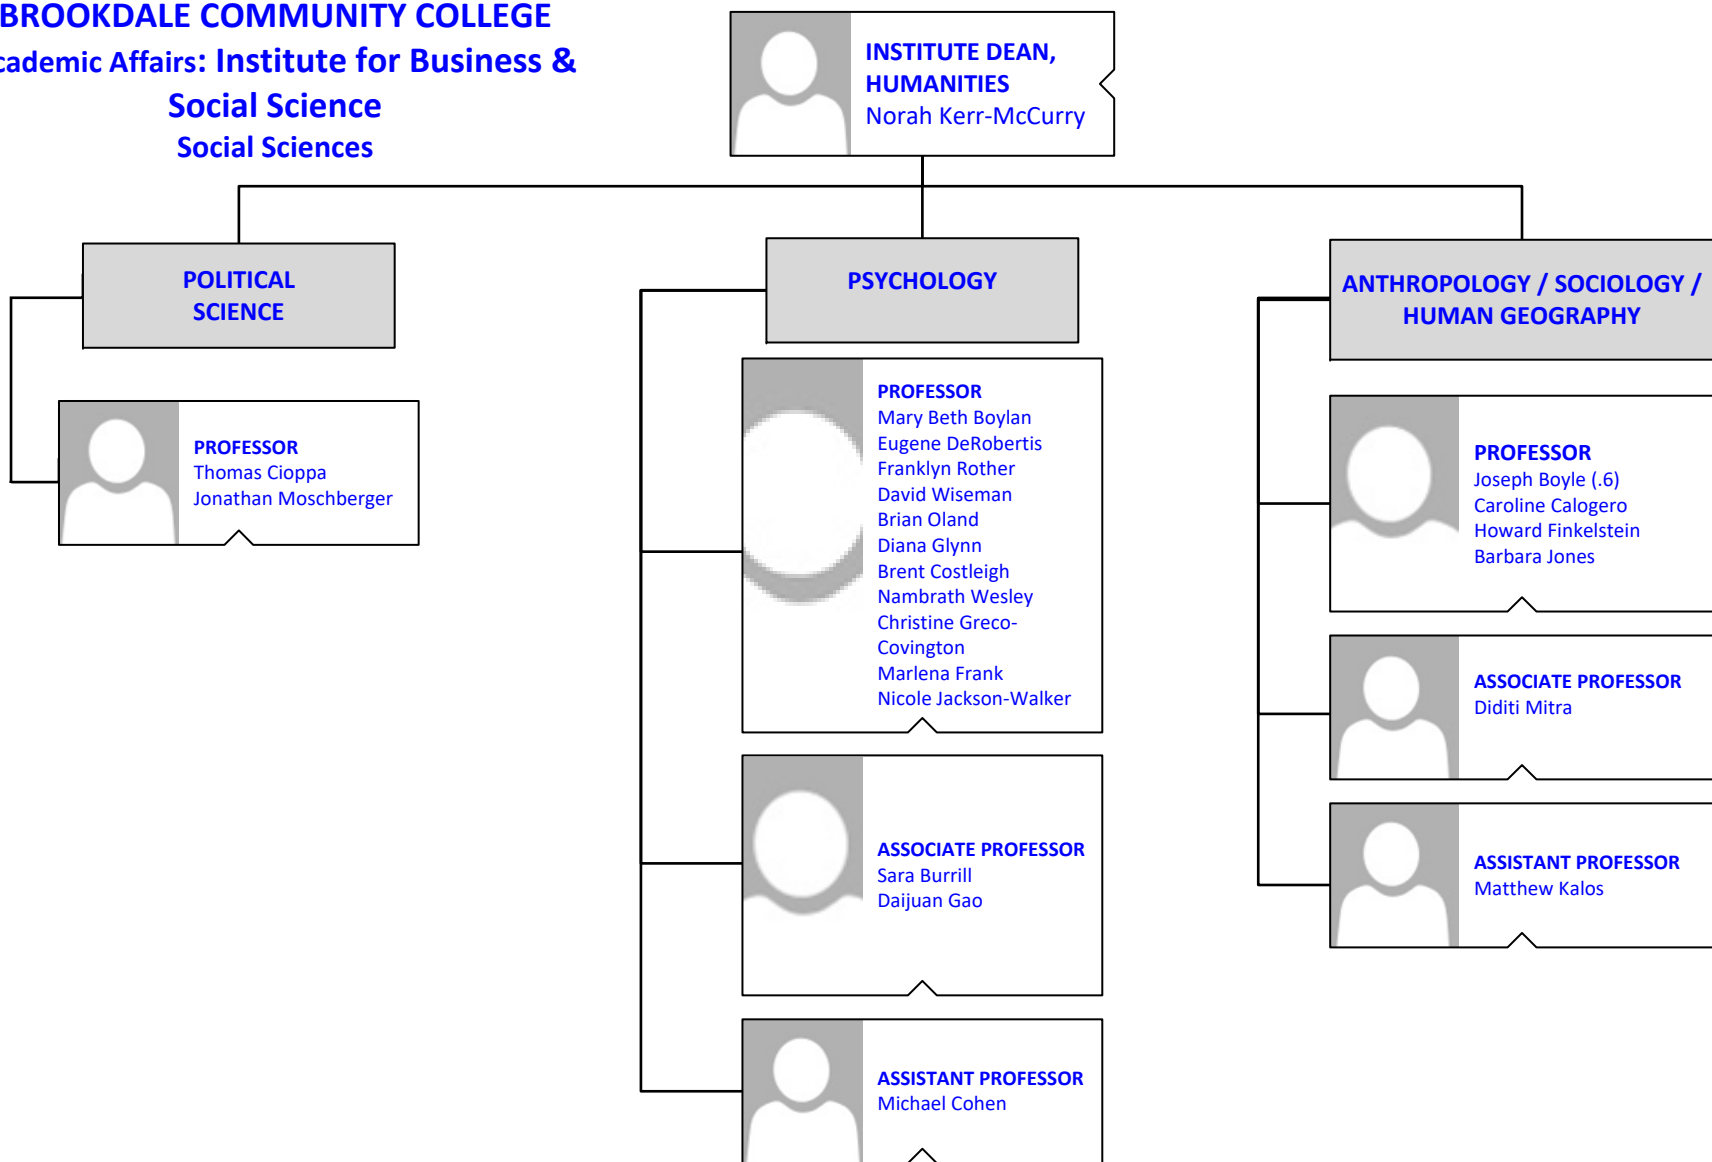 BROOKDALE COMMUNITY COLLEGE
cademic Affairs: Institute for Business &
Social Science
Social Sciences
INSTITUTE DEAN,
HUMANITIES
Norah Kerr-McCurry
POLITICAL
SCIENCE
PROFESSOR
Thomas Cioppa
Jonathan Moschberger
PSYCHOLOGY
PROFESSOR
Mary Beth Boylan
Eugene DeRobertis
Franklyn Rother
David Wiseman
Brian Oland
Diana Glynn
Brent Costleigh
Nambrath Wesley
Christine Greco-
Covington
Marlena Frank
Nicole Jackson-Walker
ASSOCIATE PROFESSOR
Sara Burrill
Daijuan Gao
ASSISTANT PROFESSOR
Michael Cohen
ANTHROPOLOGY / SOCIOLOGY /
HUMAN GEOGRAPHY
PROFESSOR
Joseph Boyle (.6)
Caroline Calogero
Howard Finkelstein
Barbara Jones
ASSOCIATE PROFESSOR
Diditi Mitra
ASSISTANT PROFESSOR
Matthew Kalos